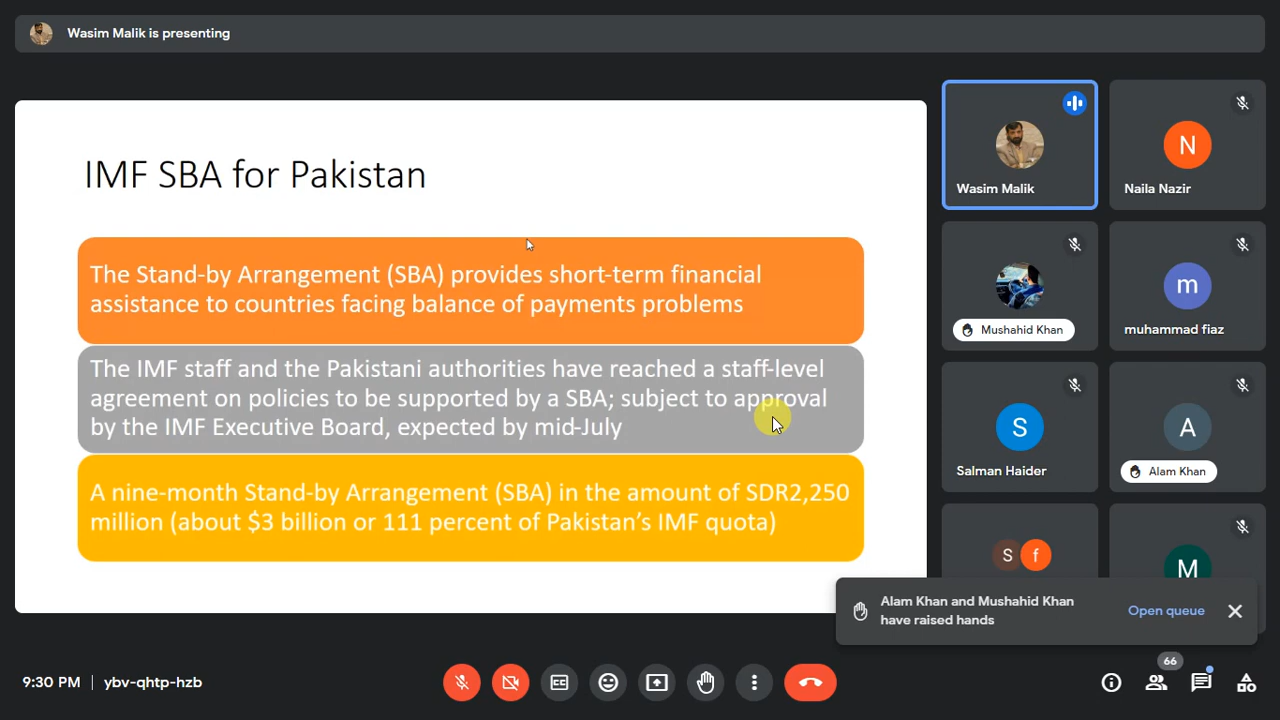 Wasim Malik is presenting
IMF SBA for Pakistan
The Stand-by Arrangement (SBA) provides short-term financial
assistance to countries facing balance of payments problems
The IMF staff and the Pakistani authorities have reached a staff-level
agreement on policies to be supported by a SBA; subject to approval
by the IMF Executive Board, expected by mid-July
A nine-month Stand-by Arrangement (SBA) in the amount of SDR2,250
million (about $3 billion or 111 percent of Pakistan's IMF quota)
Wasim Malik
N
Naila Nazir
Mushahid Khan
m
muhammad fiaz
S
Salman Haider
A
Alam Khan
S f
M
Alam Khan and Mushahid Khan
have raised hands
Open queue
9:30 PM | ybv-qhtp-hzb
CC
66